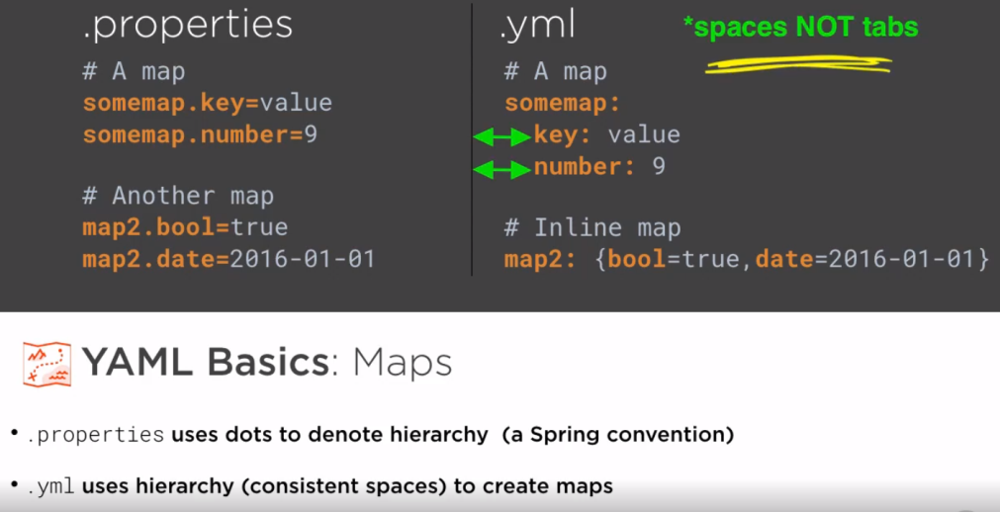 .properties
# A map
somemap.key=value
somemap.number=9
# Another map
map2.bool=true
map2.date=2016-01-01
.yml
*spaces NOT tabs
# A map
somemap:
key: value
number: 9
# Inline map
map2: {bool=true,date=2016-01-01}
YAML Basics: Maps
• .properties uses dots to denote hierarchy (a Spring convention)
• .yml uses hierarchy (consistent spaces) to create maps